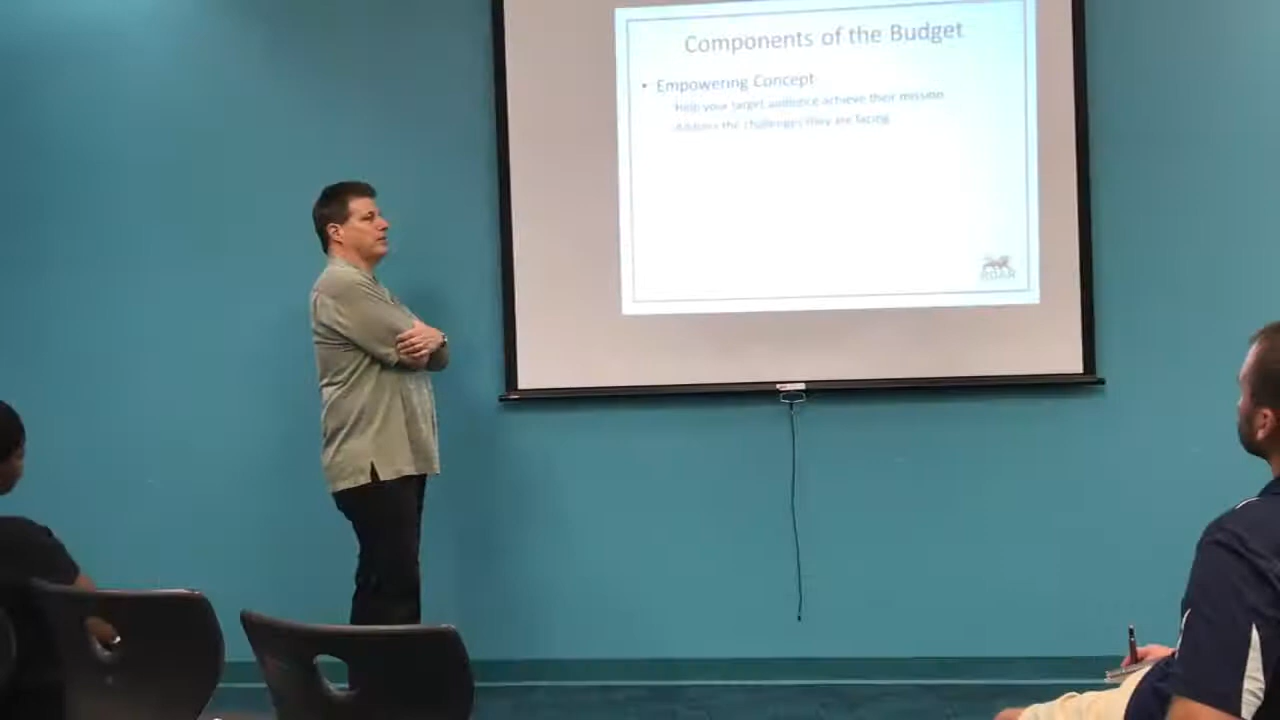 Components of the Budget
• Empowering Concept
Help your target audience achieve their mission
Address the challenges they are facing
ROAR